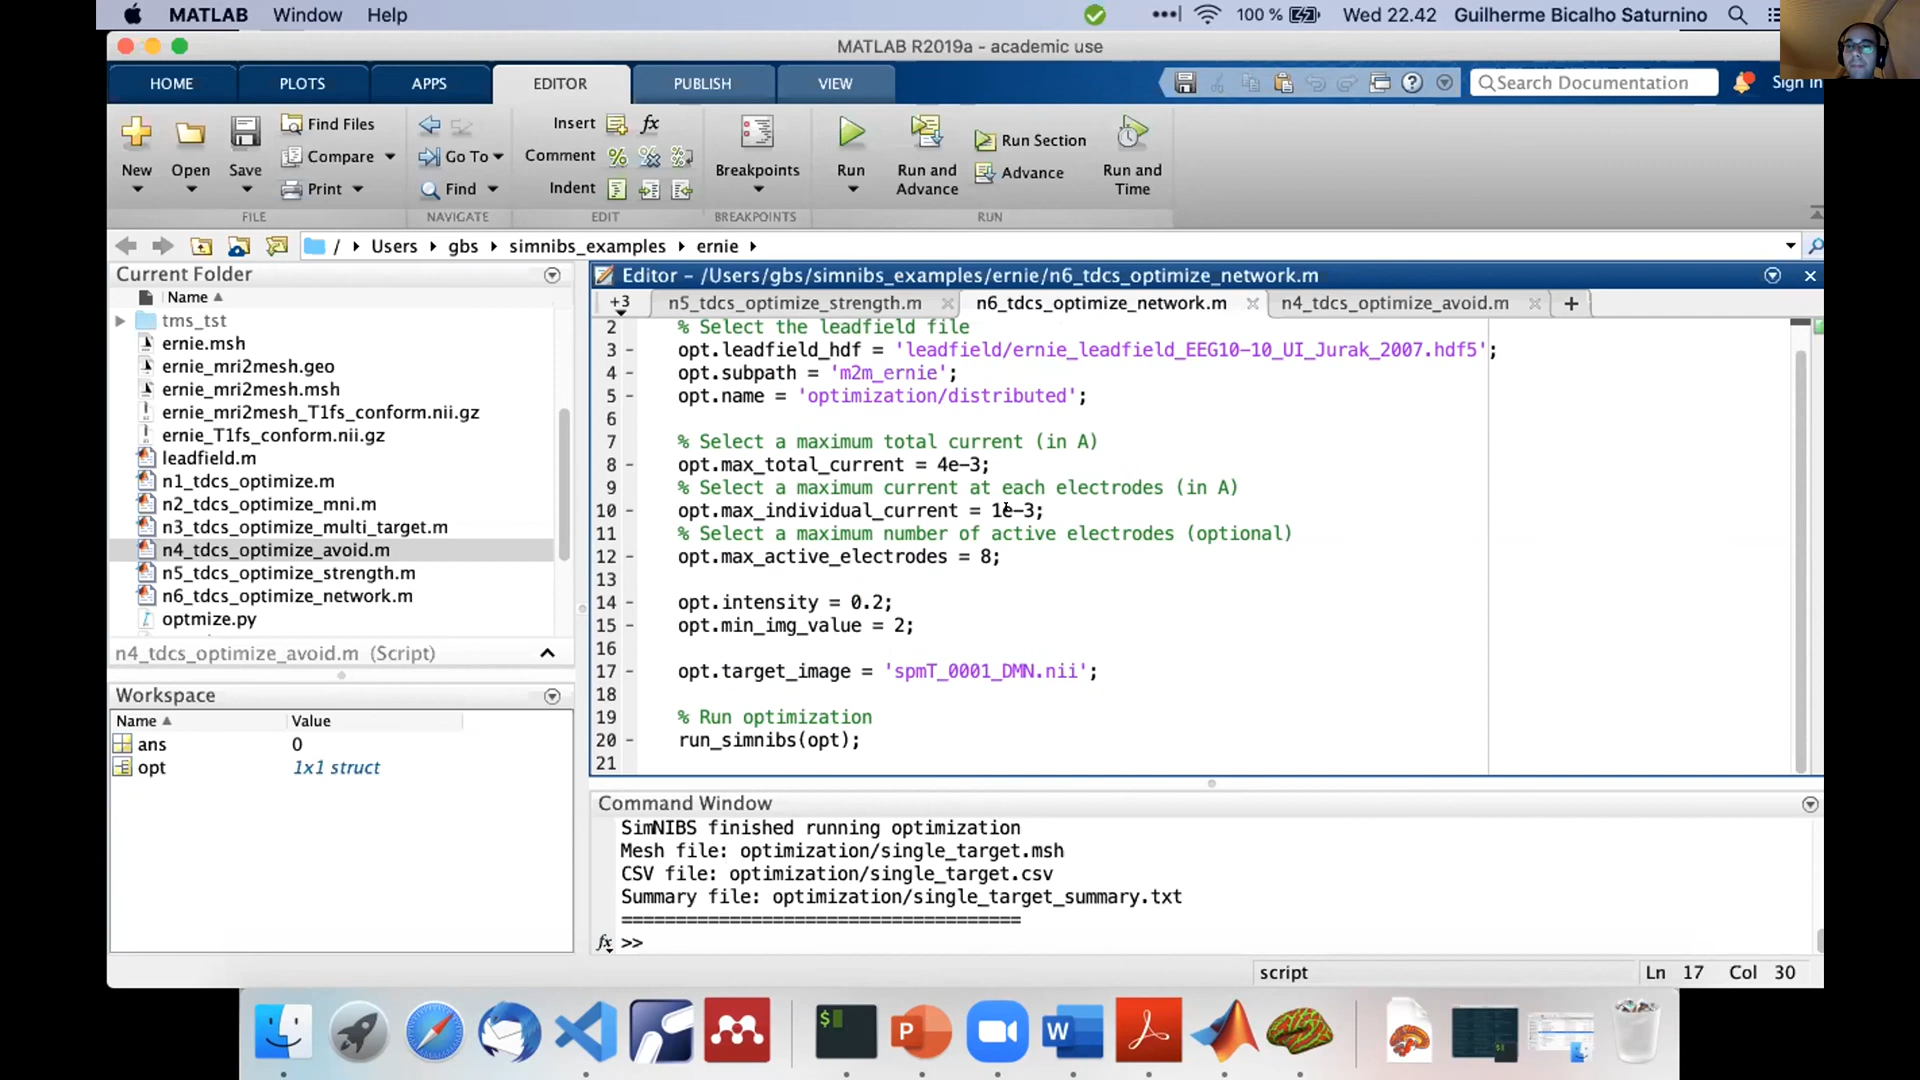 MATLAB Window Help
100 % Wed 22.42 Guilherme Bicalho Saturnino
MATLAB R2019a - academic use
HOME PLOTS APPS EDITOR PUBLISH VIEW
Search Documentation
Sign In
New
Open
Save
Find Files
Compare
Print
FILE
Go To
Find
NAVIGATE
Insert fx
Comment
Indent
EDIT
Breakpoints
BREAKPOINTS
Run
Run and Advance
Run Section
Advance
Run and Time
RUN
/ Users gbs simnibs_examples ernie
Current Folder
Name
tms_tst
ernie.msh
ernie_mri2mesh.geo
ernie_mri2mesh.msh
ernie_mri2mesh_T1fs_conform.nii.gz
ernie_T1fs_conform.nii.gz
leadfield.m
n1_tdcs_optimize.m
n2_tdcs_optimize_mni.m
n3_tdcs_optimize_multi_target.m
n4_tdcs_optimize_avoid.m
n5_tdcs_optimize_strength.m
n6_tdcs_optimize_network.m
optmize.py
n4_tdcs_optimize_avoid.m (Script)
Workspace
Name Value
ans 0
opt 1x1 struct
Editor – /Users/gbs/simnibs_examples/ernie/n6_tdcs_optimize_network.m
+3 n5_tdcs_optimize_strength.m n6_tdcs_optimize_network.m n4_tdcs_optimize_avoid.m
2 % Select the leadfield file
3 - opt.leadfield_hdf = 'leadfield/ernie_leadfield_EEG10-10_UI_Jurak_2007.hdf5';
4 - opt.subpath = 'm2m_ernie';
5 - opt.name = 'optimization/distributed';
6
7 % Select a maximum total current (in A)
8 - opt.max_total_current = 4e-3;
9 % Select a maximum current at each electrodes (in A)
10 - opt.max_individual_current = 1e-3;
11 % Select a maximum number of active electrodes (optional)
12 - opt.max_active_electrodes = 8;
13
14 - opt.intensity = 0.2;
15 - opt.min_img_value = 2;
16
17 - opt.target_image = 'spmT_0001_DMN.nii';
18
19 % Run optimization
20 - run_simnibs(opt);
21
Command Window
SimNIBS finished running optimization
Mesh file: optimization/single_target.msh
CSV file: optimization/single_target.csv
Summary file: optimization/single_target_summary.txt
=====================================
fx >>
script Ln 17 Col 30
$ P W